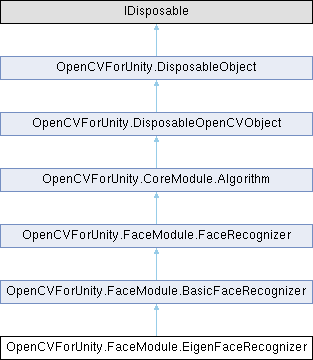 IDisposable
OpenCVForUnity.DisposableObject
OpenCVForUnity.DisposableOpenCVObject
OpenCVForUnity.CoreModule.Algorithm
OpenCVForUnity.FaceModule.FaceRecognizer
OpenCVForUnity.FaceModule.BasicFaceRecognizer
OpenCVForUnity.FaceModule.EigenFaceRecognizer